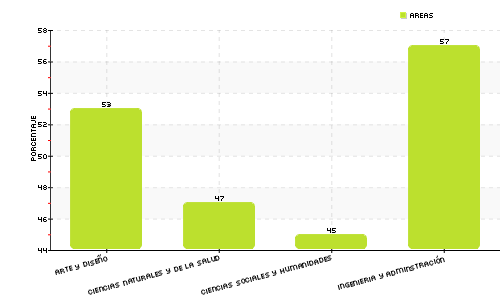 AREAS
PORCENTAJE
58
56
54
52
50
48
46
44
53
47
45
57
ARTE Y DISEÑO
CIENCIAS NATURALES Y DE LA SALUD
CIENCIAS SOCIALES Y HUMANIDADES
INGENIERIA Y ADMINSTRACIÓN